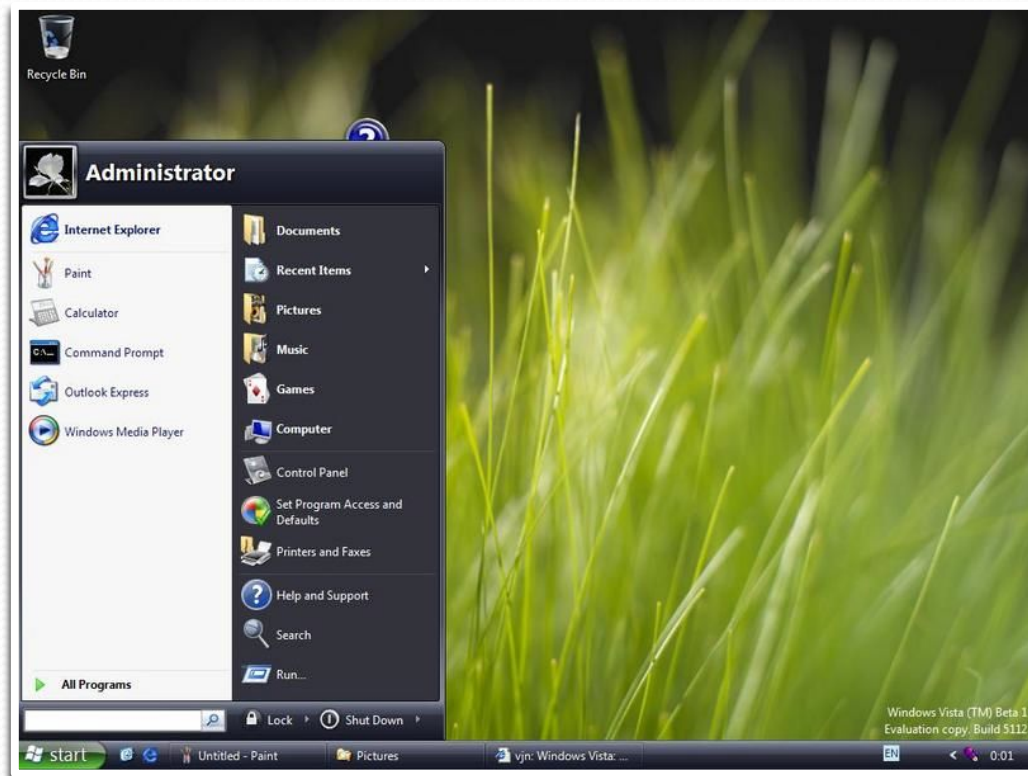 Recycle Bin
Administrator
Internet Explorer
Paint
Calculator
Command Prompt
Outlook Express
Windows Media Player
All Programs
Documents
Recent Items
Pictures
Music
Games
Computer
Control Panel
Set Program Access and
Defaults
Printers and Faxes
Help and Support
Search
Run...
Lock
Shut Down
Windows Vista (TM) Beta 1
Evaluation copy. Build 5112
start
Untitled - Paint
Pictures
vjn: Windows Vista: ...
EN
0:01